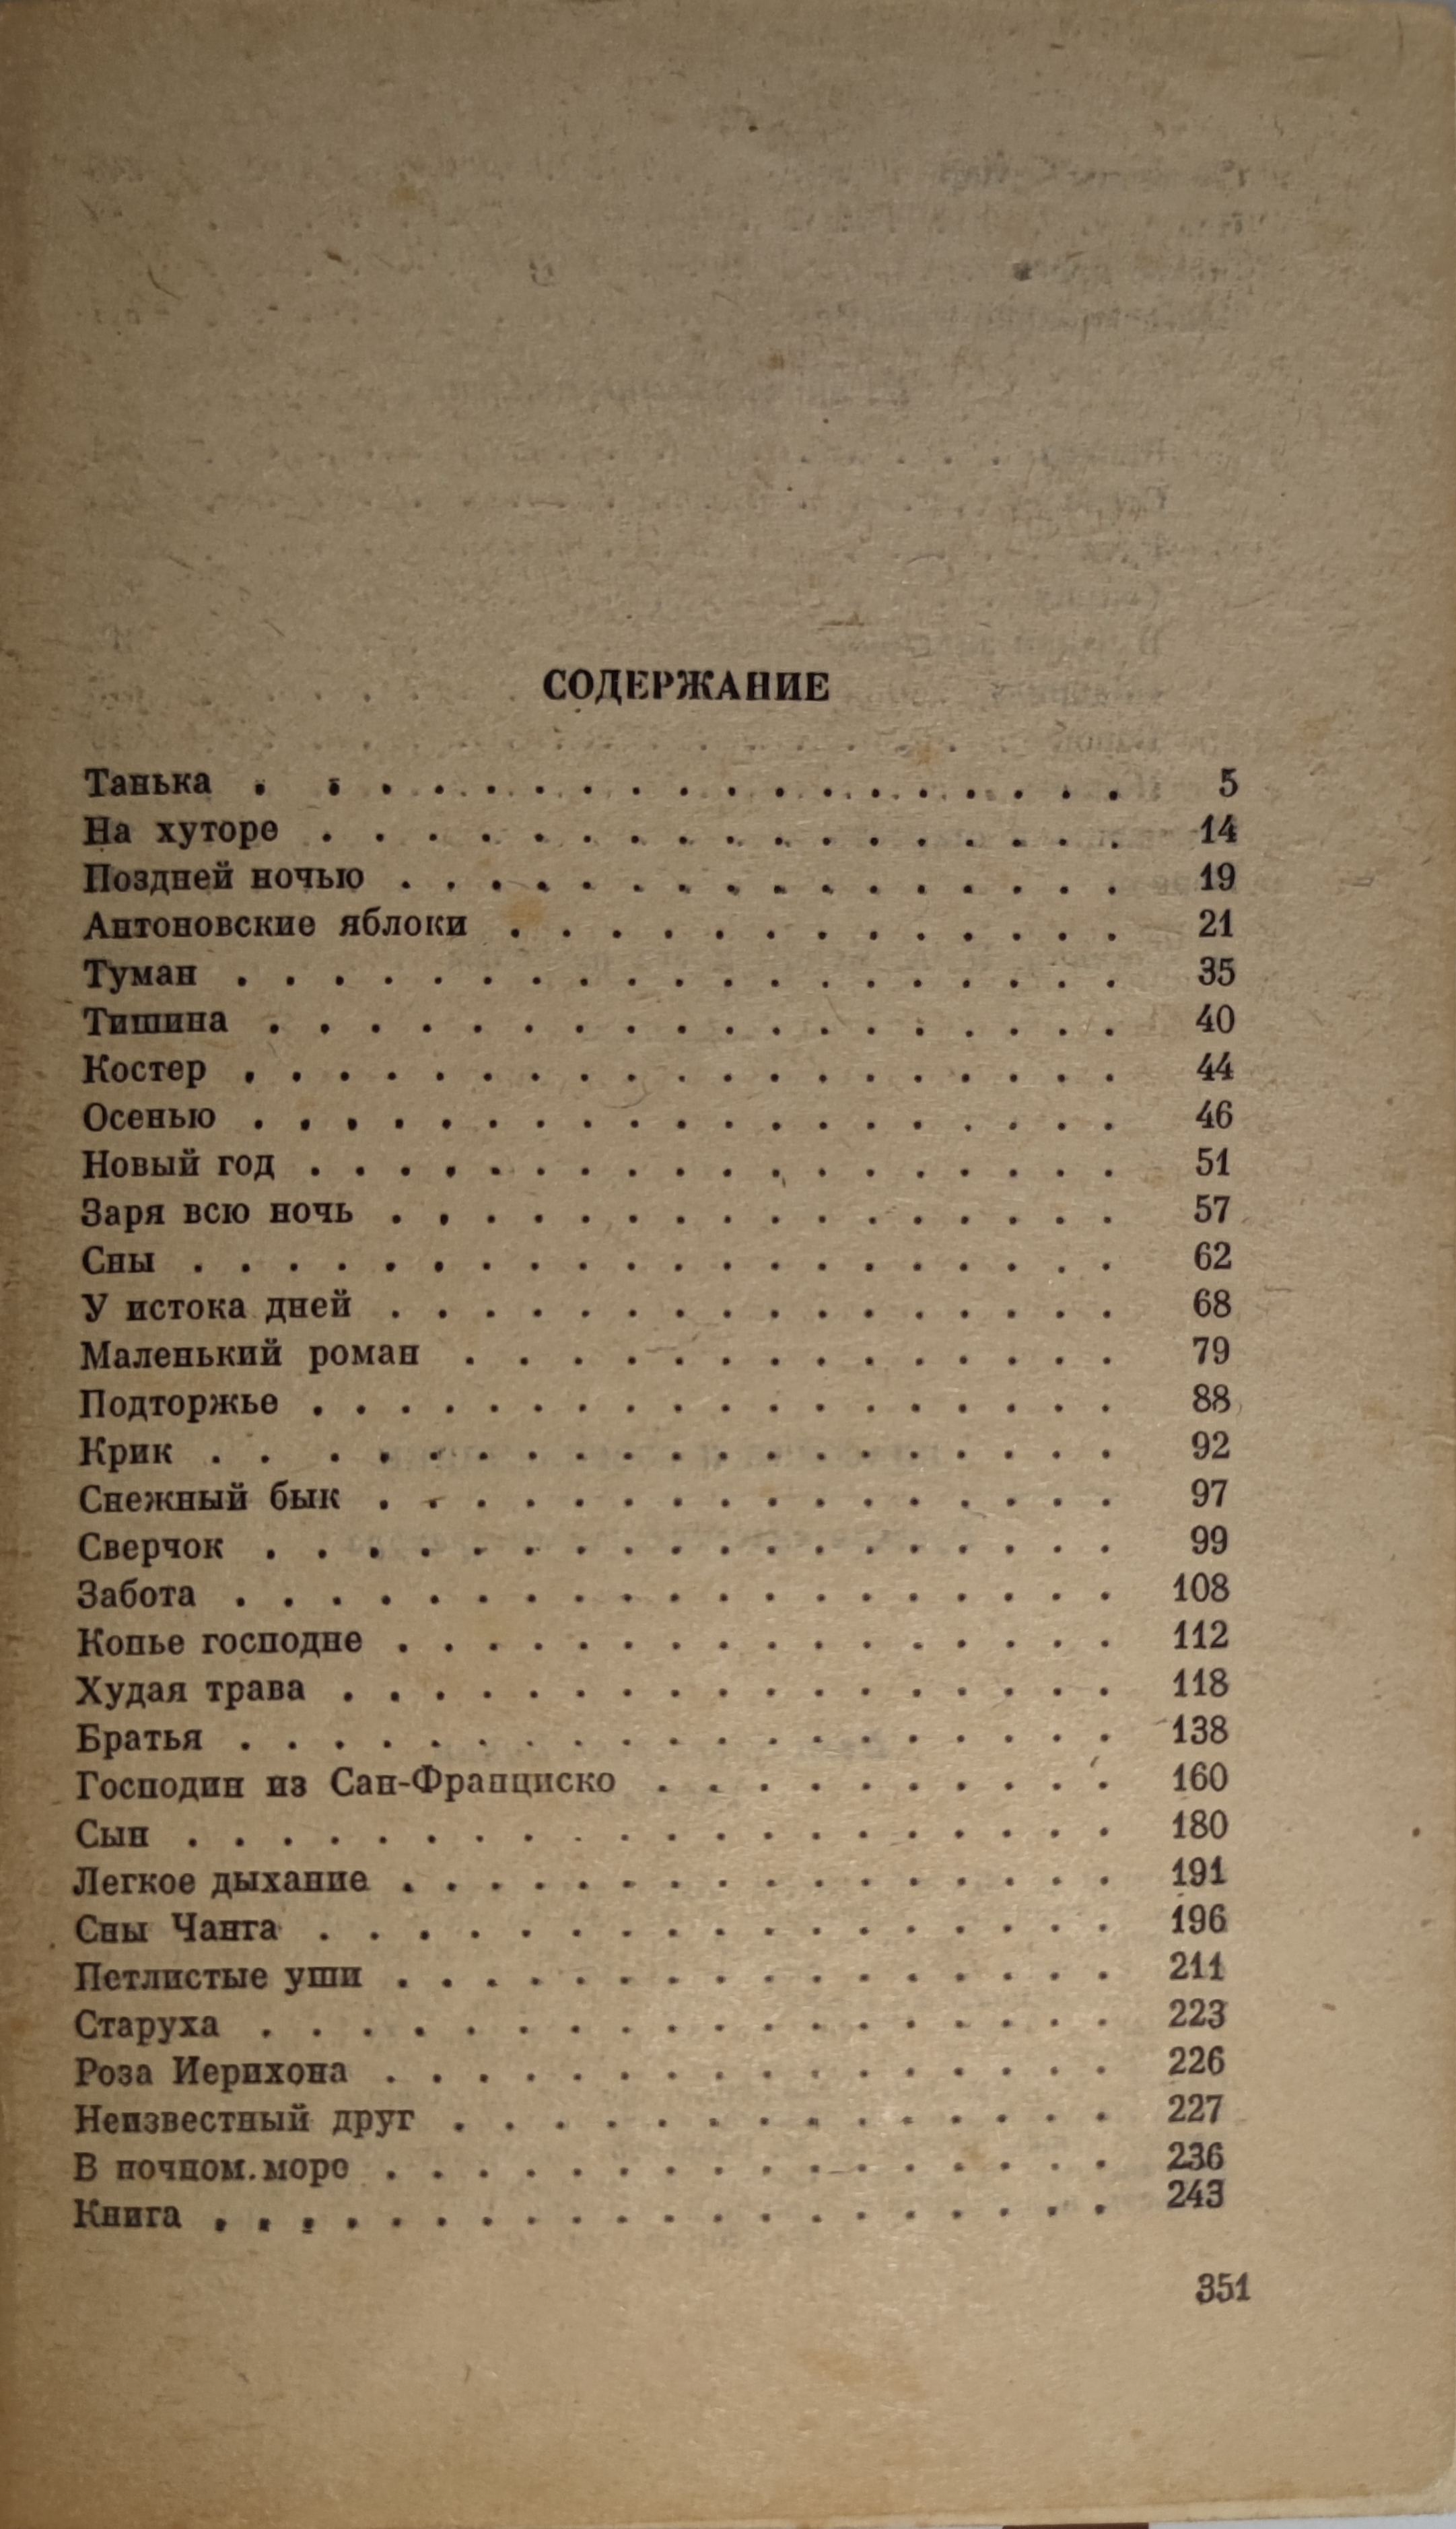 СОДЕРЖАНИЕ
Танька . . . . . . . . . . . . . . . . . . 5
На хуторе . . . . . . . . . . . . . . . . 14
Поздней ночью . . . . . . . . . . . . . . . . 19
Антоновские яблоки . . . . . . . . . . . . . 21
Туман . . . . . . . . . . . . . . . . . . . 35
Тишина . . . . . . . . . . . . . . . . . . 40
Костер . . . . . . . . . . . . . . . . . . . 44
Осенью . . . . . . . . . . . . . . . . . . . 46
Новый год . . . . . . . . . . . . . . . . . . 51
Заря всю ночь . . . . . . . . . . . . . . . . 57
Сны . . . . . . . . . . . . . . . . . . . . 62
У истока дней . . . . . . . . . . . . . . . . 68
Маленький роман . . . . . . . . . . . . . . 79
Подторжье . . . . . . . . . . . . . . . . . . 88
Крик . . . . . . . . . . . . . . . . . . . 92
Снежный бык . . . . . . . . . . . . . . . . 97
Сверчок . . . . . . . . . . . . . . . . . . 99
Забота . . . . . . . . . . . . . . . . . . . 108
Копье господне . . . . . . . . . . . . . . . . 112
Худая трава . . . . . . . . . . . . . . . . . 118
Братья . . . . . . . . . . . . . . . . . . . 138
Господин из Сан-Франциско . . . . . . . . . . 160
Сын . . . . . . . . . . . . . . . . . . . . 180
Легкое дыхание . . . . . . . . . . . . . . . . 191
Сны Чанга . . . . . . . . . . . . . . . . . 196
Петлистые уши . . . . . . . . . . . . . . . . 211
Старуха . . . . . . . . . . . . . . . . . . 223
Роза Иерихона . . . . . . . . . . . . . . . . 226
Неизвестный друг . . . . . . . . . . . . . . 227
В ночном море . . . . . . . . . . . . . . . . 236
Книга . . . . . . . . . . . . . . . . . . . . 243
351